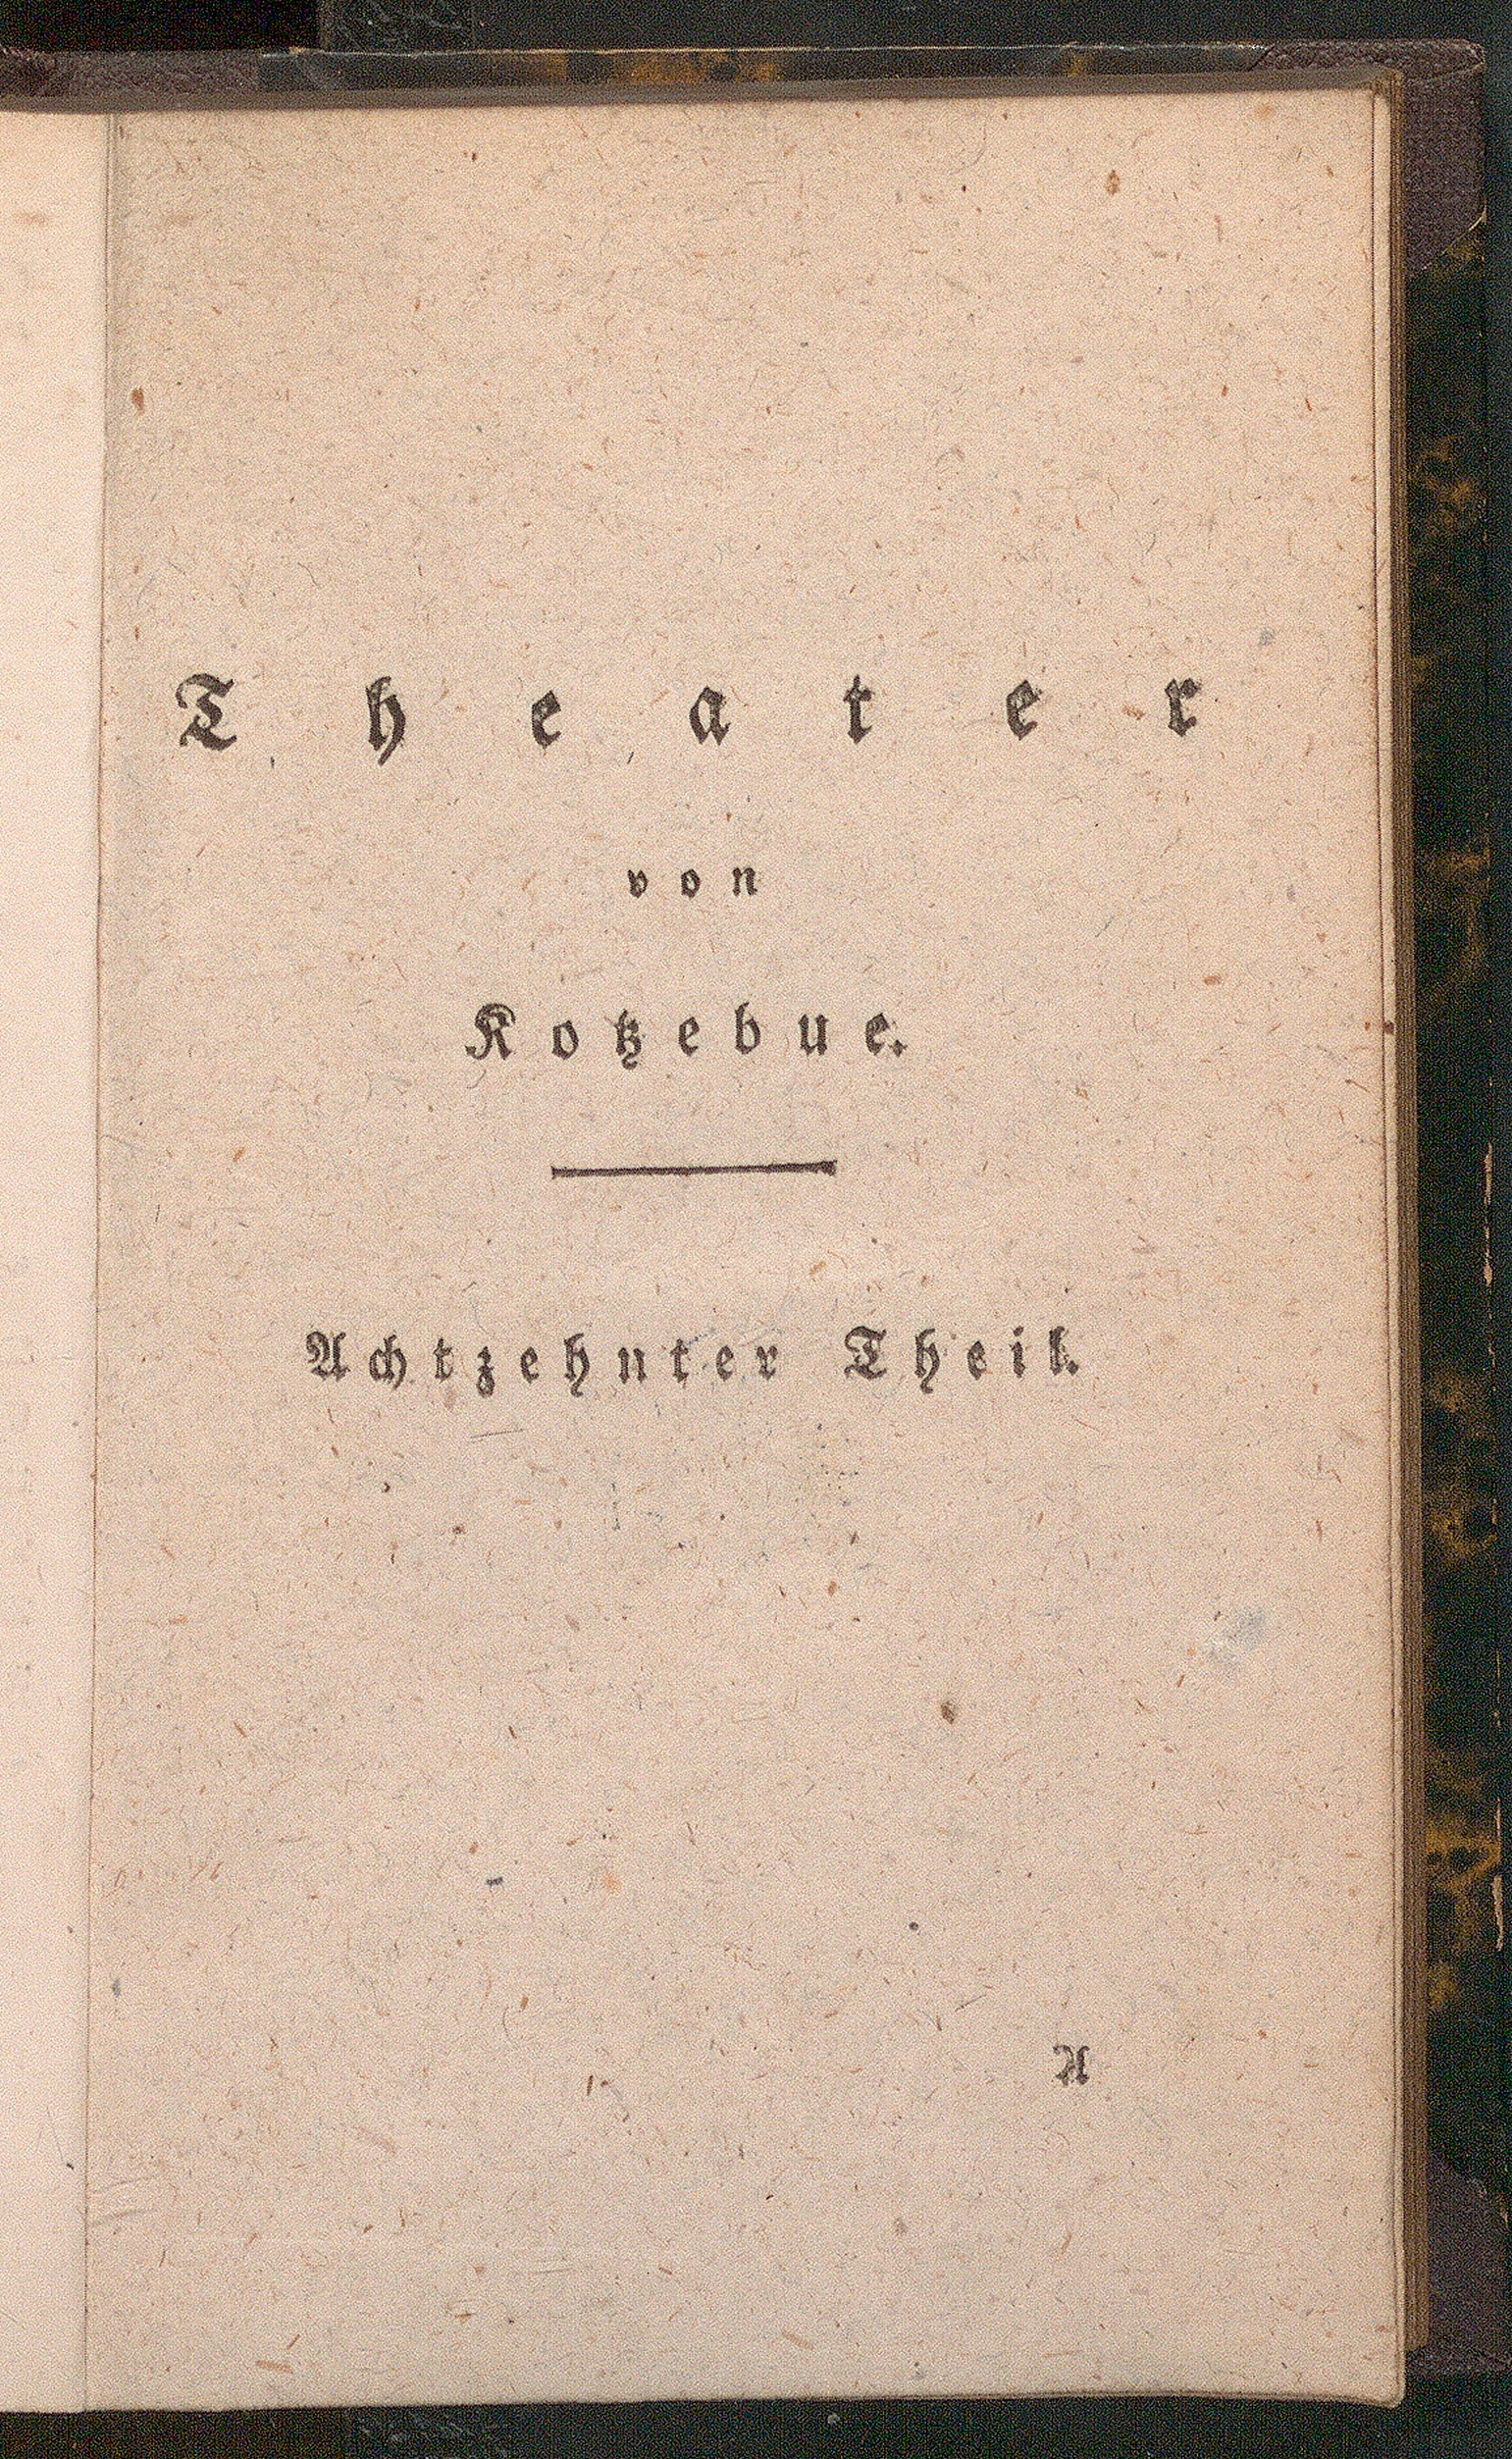 Theater
von
Kotzebue.
Achtzehnter Theil.
A